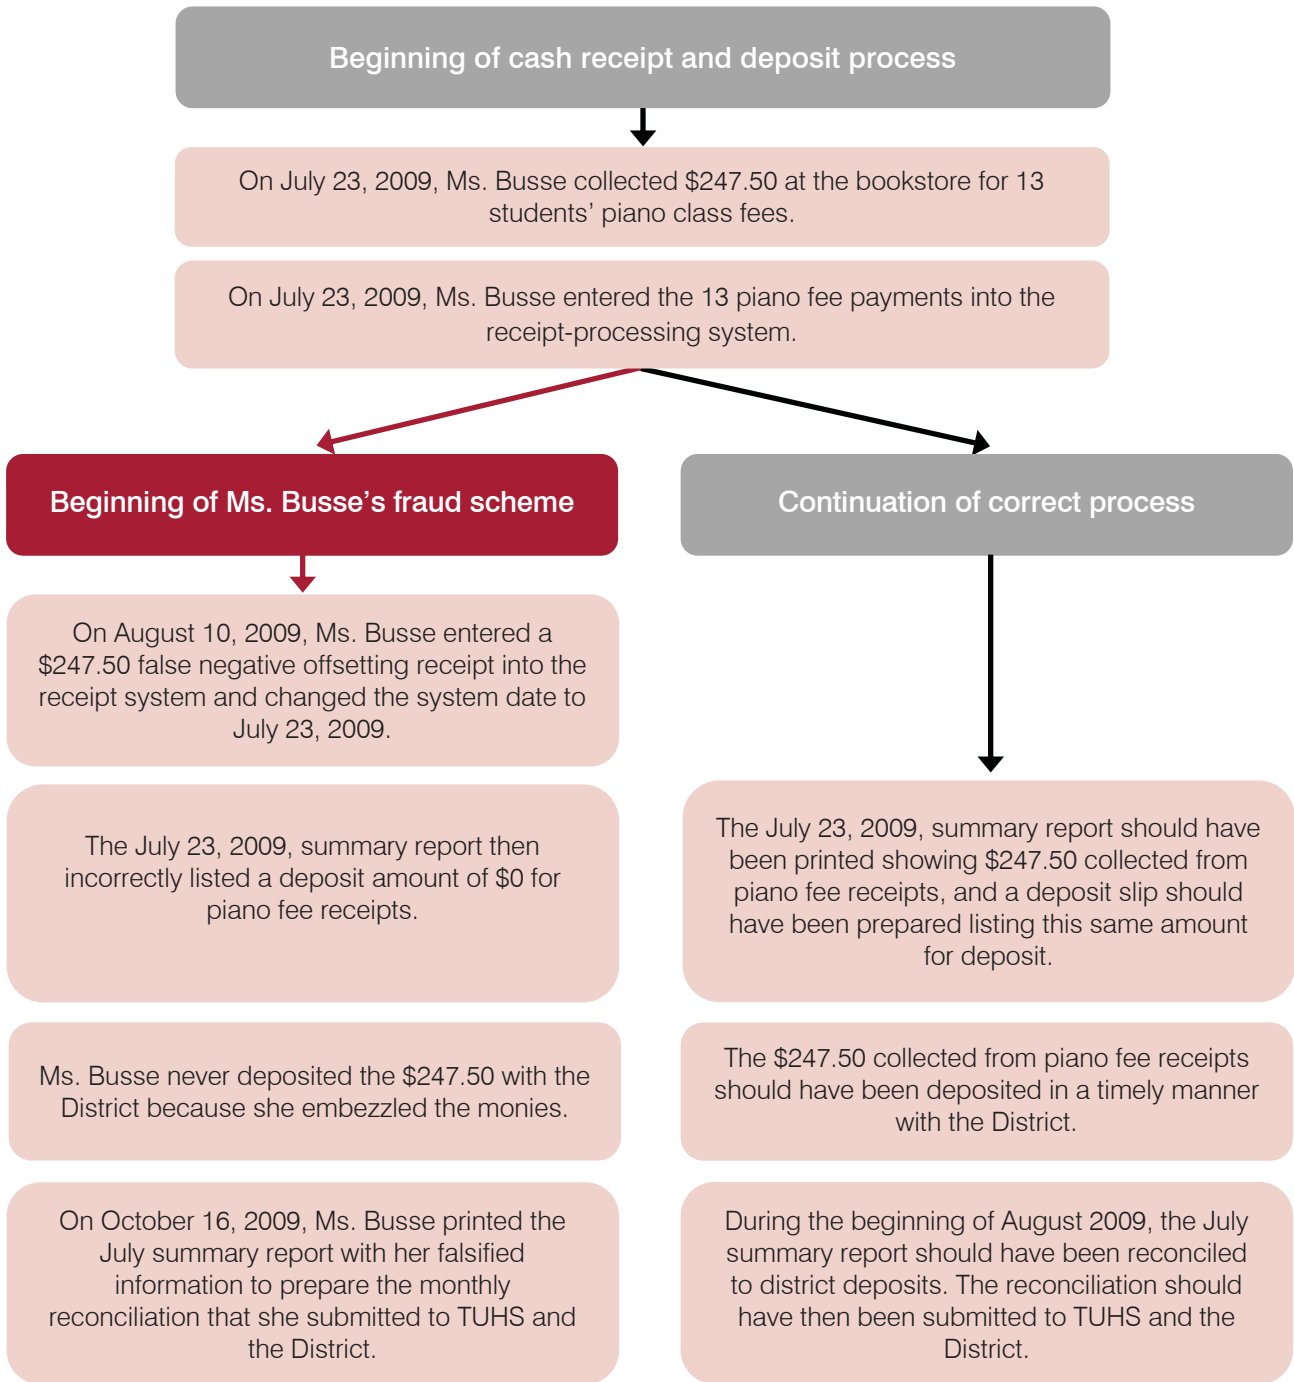 Beginning of cash receipt and deposit process
On July 23, 2009, Ms. Busse collected $247.50 at the bookstore for 13
students’ piano class fees.
On July 23, 2009, Ms. Busse entered the 13 piano fee payments into the
receipt-processing system.
Beginning of Ms. Busse’s fraud scheme
On August 10, 2009, Ms. Busse entered a
$247.50 false negative offsetting receipt into the
receipt system and changed the system date to
July 23, 2009.
The July 23, 2009, summary report then
incorrectly listed a deposit amount of $0 for
piano fee receipts.
Ms. Busse never deposited the $247.50 with the
District because she embezzled the monies.
On October 16, 2009, Ms. Busse printed the
July summary report with her falsified
information to prepare the monthly
reconciliation that she submitted to TUHS and
the District.
Continuation of correct process
The July 23, 2009, summary report should have
been printed showing $247.50 collected from
piano fee receipts, and a deposit slip should
have been prepared listing this same amount
for deposit.
The $247.50 collected from piano fee receipts
should have been deposited in a timely manner
with the District.
During the beginning of August 2009, the July
summary report should have been reconciled
to district deposits. The reconciliation should
have then been submitted to TUHS and the
District.